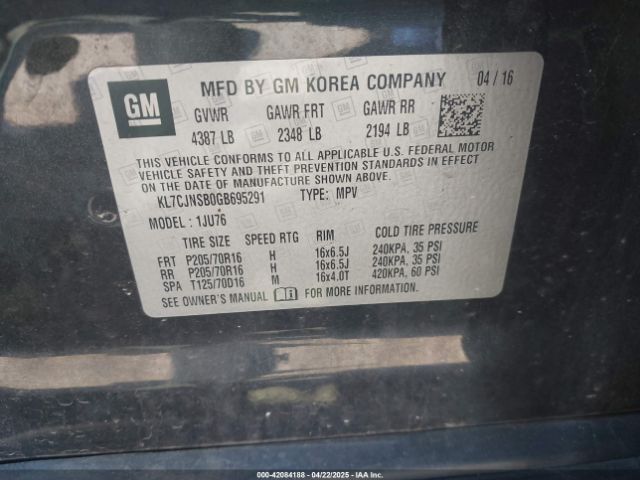 GM
MFD BY GM KOREA COMPANY 04 / 16
GVWR GAWR FRT GAWR RR
4387 LB 2348 LB 2194 LB
THIS VEHICLE CONFORMS TO ALL APPLICABLE U.S. FEDERAL MOTOR
VEHICLE SAFETY AND THEFT PREVENTION STANDARDS IN EFFECT
ON THE DATE OF MANUFACTURE SHOWN ABOVE.
KL7CJNSB0GB695291 TYPE: MPV
MODEL : 1JU76
TIRE SIZE SPEED RTG RIM COLD TIRE PRESSURE
FRT P205/70R16 H 16x6.5J 240KPA, 35 PSI
RR P205/70R16 H 16x6.5J 240KPA, 35 PSI
SPA T125/70D16 M 16x4.0T 420KPA, 60 PSI
SEE OWNER'S MANUAL FOR MORE INFORMATION.
000-42084188 - 04/22/2025 - IAA Inc.